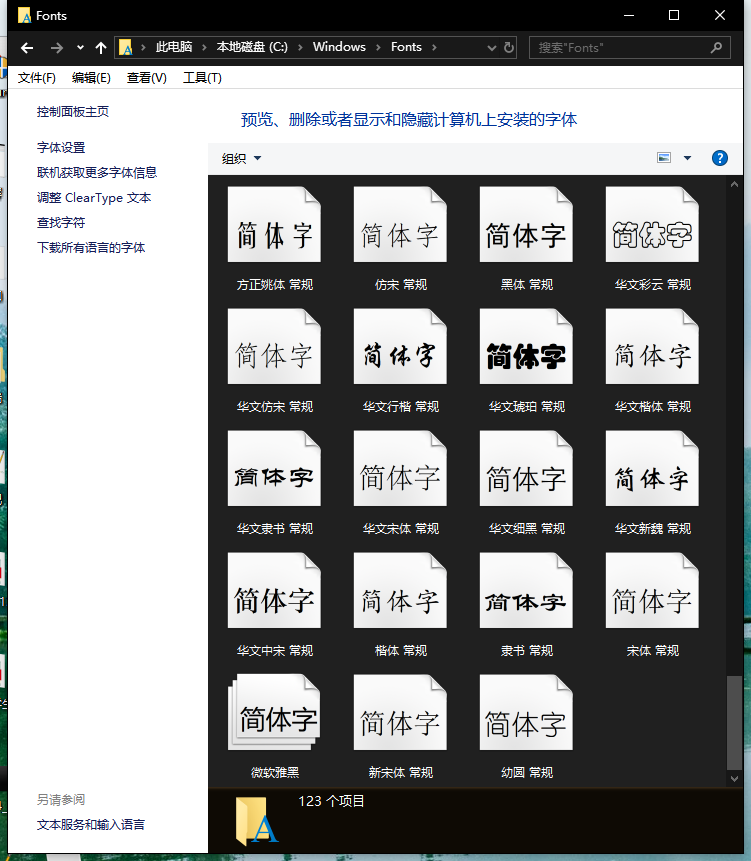 Fonts
此电脑 本地磁盘 (C:) Windows Fonts
搜索"Fonts"
文件(F) 编辑(E) 查看(V) 工具(T)
控制面板主页
字体设置
联机获取更多字体信息
调整 ClearType 文本
查找字符
下载所有语言的字体
预览、删除或者显示和隐藏计算机上安装的字体
组织
简体字 简体字 简体字 简体字
方正姚体 常规 仿宋 常规 黑体 常规 华文彩云 常规
简体字 简体字 简体字 简体字
华文仿宋 常规 华文行楷 常规 华文琥珀 常规 华文楷体 常规
简体字 简体字 简体字 简体字
华文隶书 常规 华文宋体 常规 华文细黑 常规 华文新魏 常规
简体字 简体字 简体字 简体字
华文中宋 常规 楷体 常规 隶书 常规 宋体 常规
简体字 简体字 简体字
微软雅黑 新宋体 常规 幼圆 常规
另请参阅
文本服务和输入语言
123 个项目